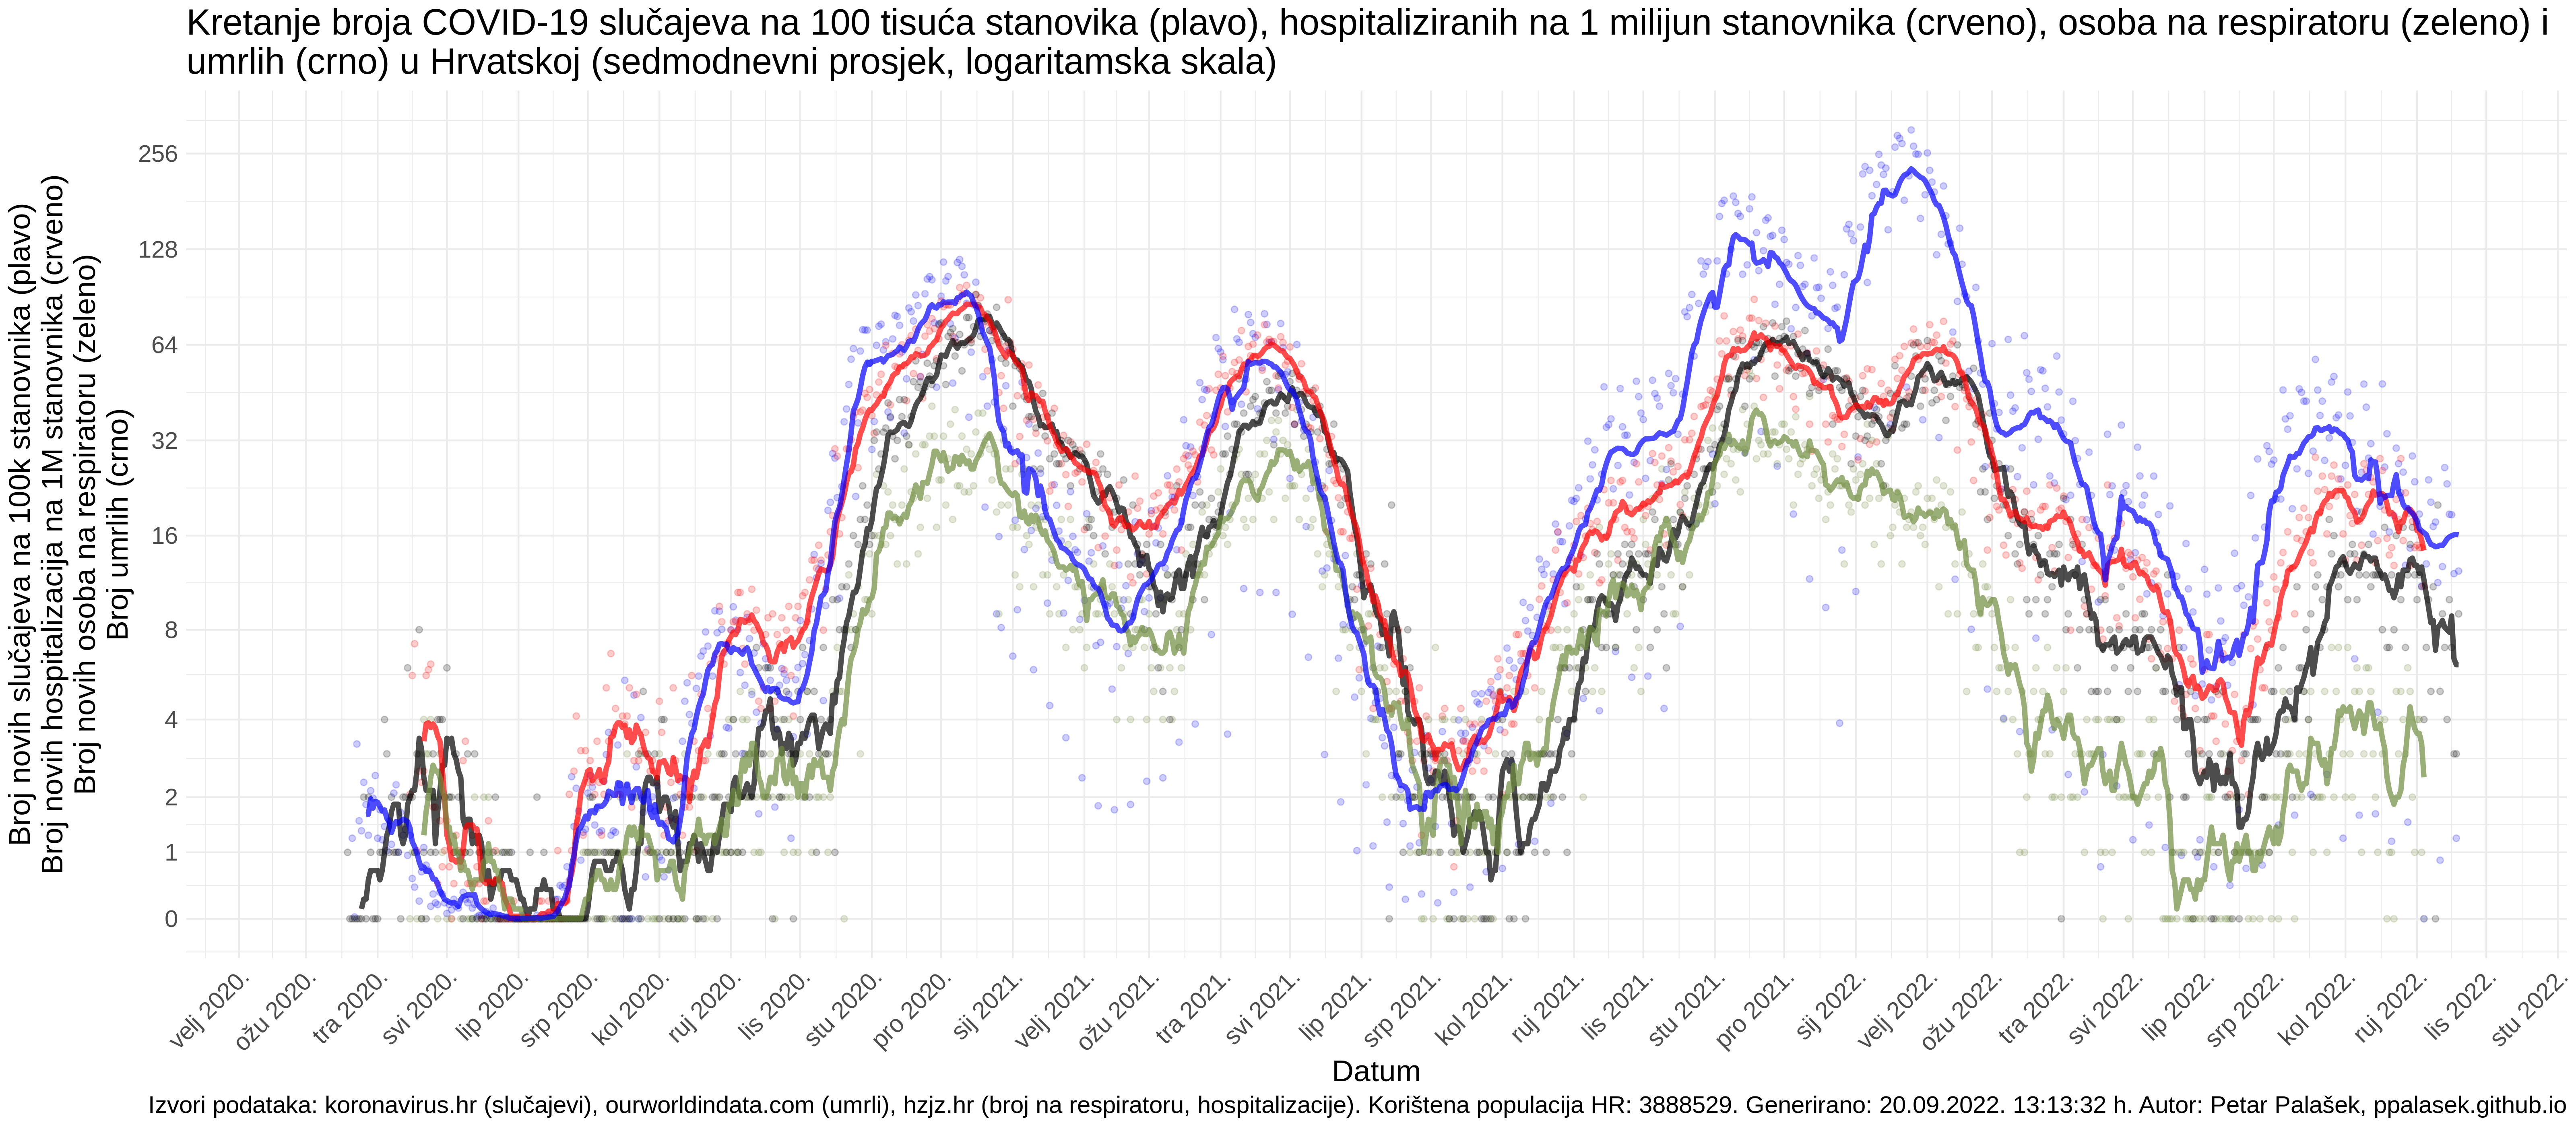 Kretanje broja COVID-19 slučajeva na 100 tisuća stanovika (plavo), hospitaliziranih na 1 milijun stanovnika (crveno), osoba na respiratoru (zeleno) i
umrlih (crno) u Hrvatskoj (sedmodnevni prosjek, logaritamska skala)
Broj novih slučajeva na 100k stanovnika (plavo)
Broj novih hospitalizacija na 1M stanovnika (crveno)
Broj novih osoba na respiratoru (zeleno)
Broj umrlih (crno)
256
128
64
32
16
8
4
2
1
0
velj 2020.
ožu 2020.
tra 2020.
svi 2020.
lip 2020.
srp 2020.
kol 2020.
ruj 2020.
lis 2020.
stu 2020.
pro 2020.
sij 2021.
velj 2021.
ožu 2021.
tra 2021.
svi 2021.
lip 2021.
srp 2021.
kol 2021.
ruj 2021.
lis 2021.
stu 2021.
pro 2021.
sij 2022.
velj 2022.
ožu 2022.
tra 2022.
svi 2022.
lip 2022.
srp 2022.
kol 2022.
ruj 2022.
lis 2022.
stu 2022.
Datum
Izvori podataka: koronavirus.hr (slučajevi), ourworldindata.com (umrli), hzjz.hr (broj na respiratoru, hospitalizacije). Korištena populacija HR: 3888529. Generirano: 20.09.2022. 13:13:32 h. Autor: Petar Palašek, ppalasek.github.io